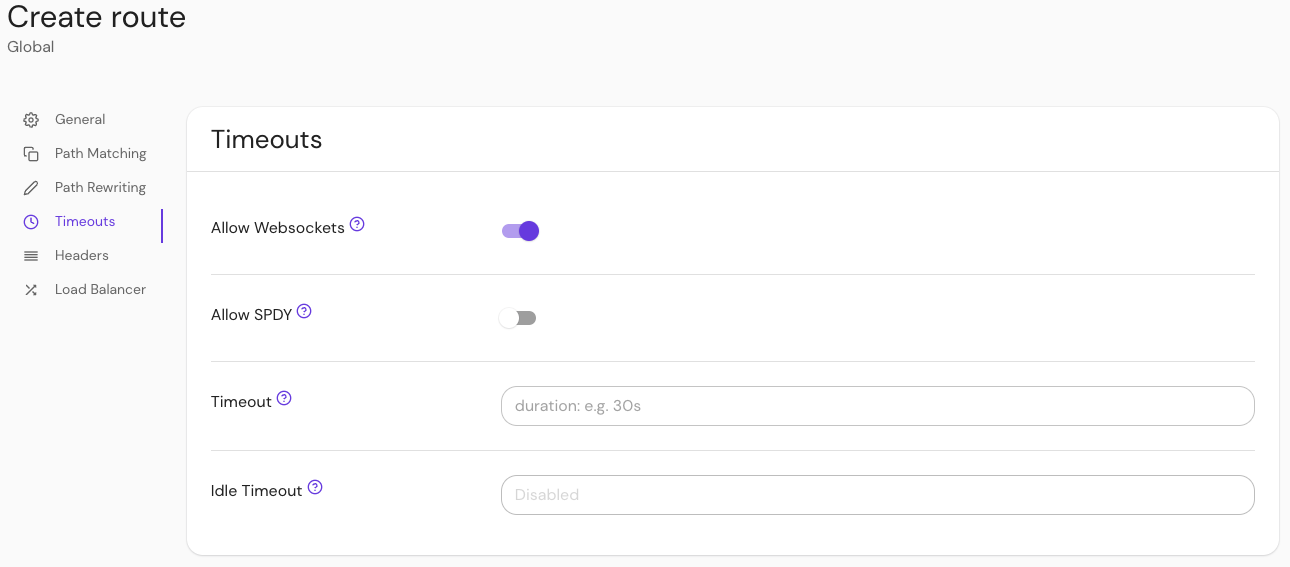 Create route
Global
General
Path Matching
Path Rewriting
Timeouts
Headers
Load Balancer
Timeouts
Allow Websockets
Allow SPDY
Timeout
duration: e.g. 30s
Idle Timeout
Disabled